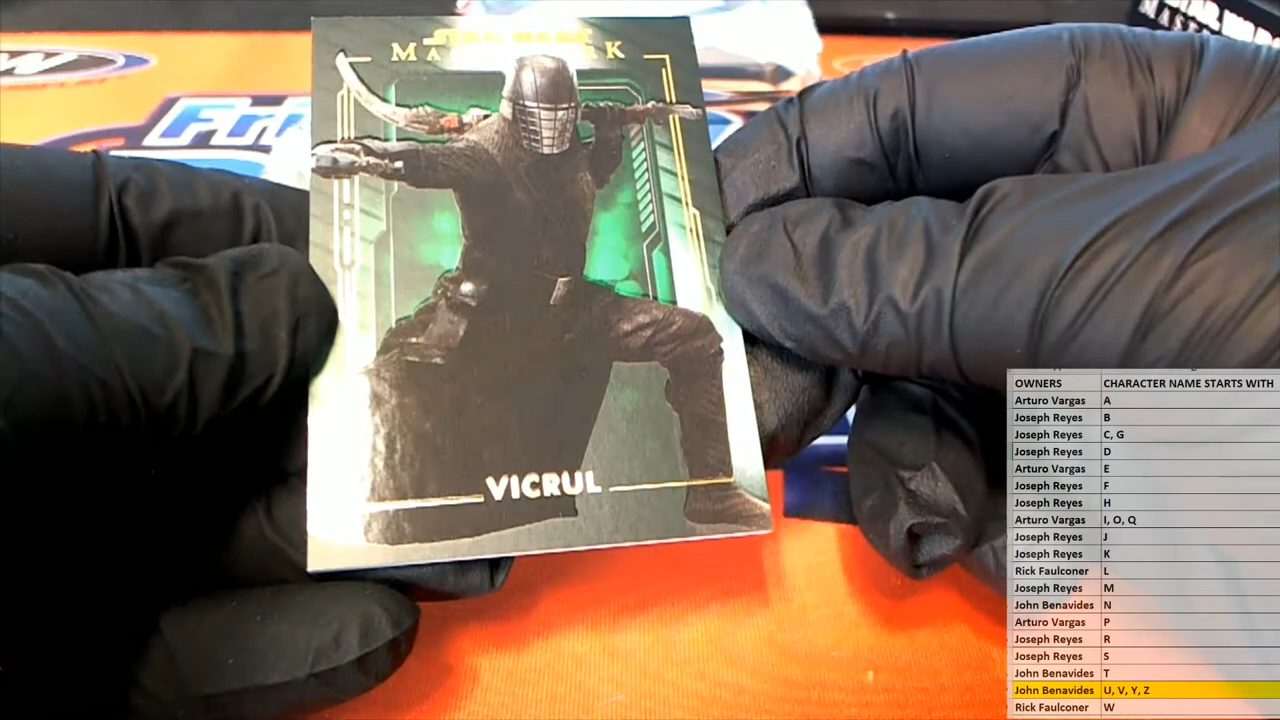 VICRUL
OWNERS CHARACTER NAME STARTS WITH
Arturo Vargas A
Joseph Reyes B
Joseph Reyes C, G
Joseph Reyes D
Arturo Vargas E
Joseph Reyes F
Joseph Reyes H
Arturo Vargas I, O, Q
Joseph Reyes J
Joseph Reyes K
Rick Faulconer L
Joseph Reyes M
John Benavides N
Arturo Vargas P
Joseph Reyes R
Joseph Reyes S
John Benavides T
John Benavides U, V, Y, Z
Rick Faulconer W